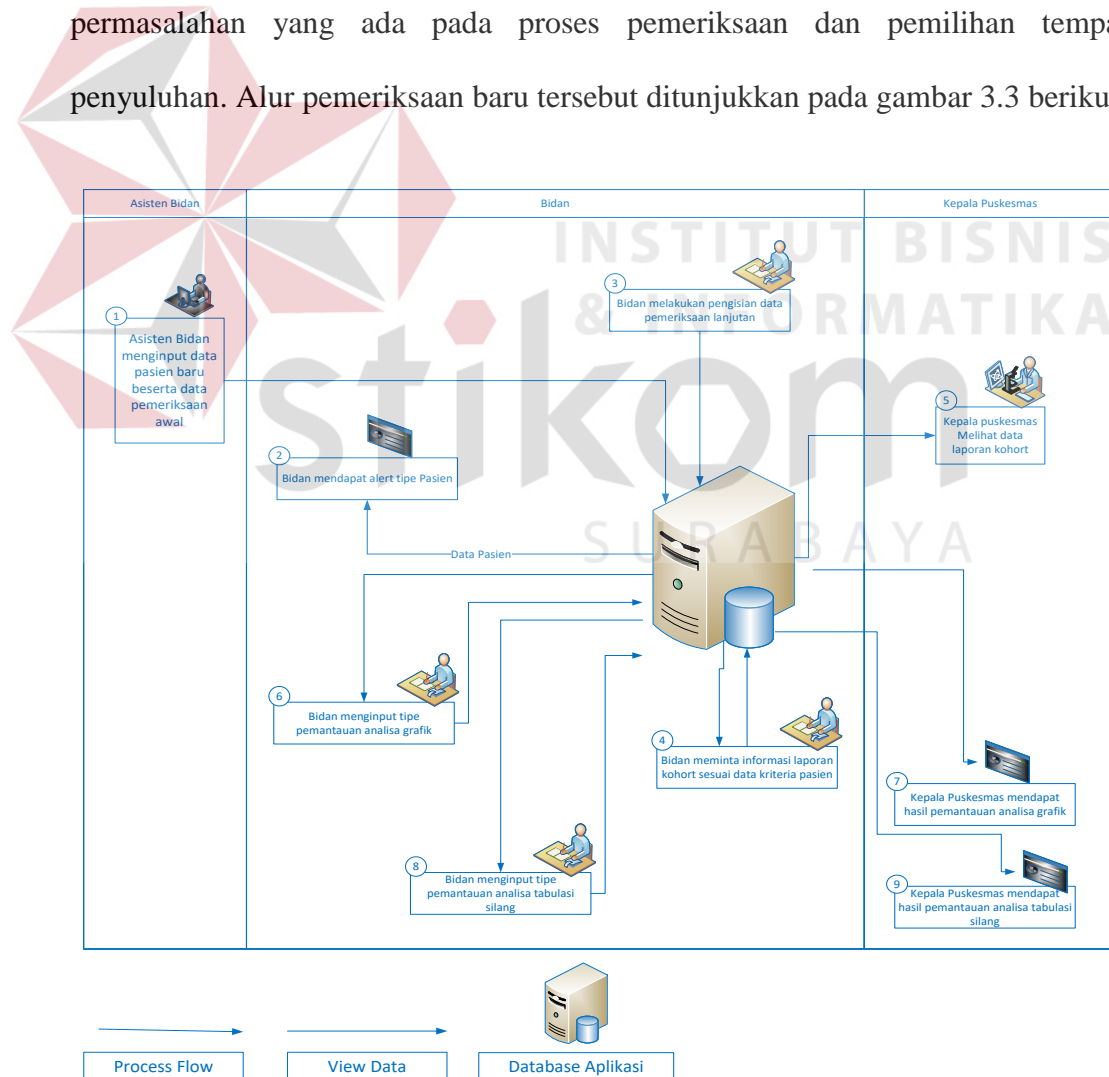 permasalahan yang ada pada proses pemeriksaan dan pemilihan tempa
penyuluhan. Alur pemeriksaan baru tersebut ditunjukkan pada gambar 3.3 beriku
Asisten Bidan
Bidan
Kepala Puskesmas
INSTITUT BISNIS
& INFORMATIKA
stikom
SURABAYA
1
Asisten Bidan
menginput data
pasien baru
beserta data
pemeriksaan
awal
2
Bidan mendapat alert tipe Pasien
3
Bidan melakukan pengisian data
pemeriksaan lanjutan
5
Kepala puskesmas
Melihat data
laporan kohort
Data Pasien
6
Bidan menginput tipe
pemantauan analisa grafik
4
Bidan meminta informasi laporan
kohort sesuai data kriteria pasien
7
Kepala Puskesmas mendapat
hasil pemantauan analisa grafik
8
Bidan menginput tipe
pemantauan analisa tabulasi
silang
9
Kepala Puskesmas mendapat
hasil pemantauan analisa tabulasi
silang
Process Flow
View Data
Database Aplikasi